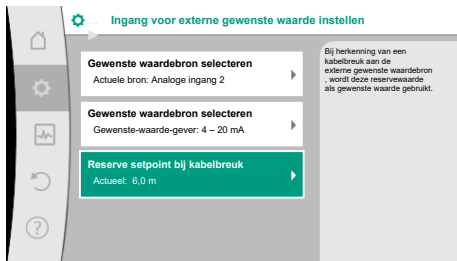 Ingang voor externe gewenste waarde instellen
Gewenste waardebron selecteren
Actuele bron: Analoge ingang 2
Gewenste waardebron selecteren
Gewenste-waarde-gever: 4 – 20 mA
Reserve setpoint bij kabelbreuk
Actueel: 6,0 m
Bij herkenning van een
kabelbreuk aan de
externe gewenste waardebron
, wordt deze reservewaarde
als gewenste waarde gebruikt.